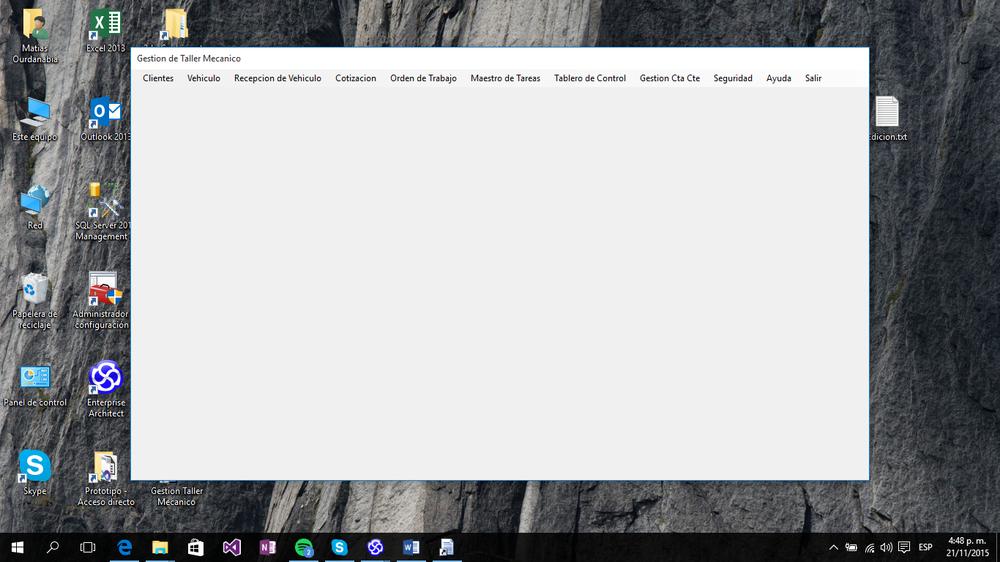 Matias
Ourdanabia
Excel 2013
Gestion de Taller Mecanico
Clientes Vehiculo Recepcion de Vehiculo Cotizacion Orden de Trabajo Maestro de Tareas Tablero de Control Gestion Cta Cte Seguridad Ayuda Salir
Este equipo
Outlook 2013
dicion.txt
Red
SQL Server 201
Management
Papelera de
reciclaje
Administrador
configuración
Panel de control
Enterprise
Architect
Skype
Prototipo -
Acceso directo
Gestion Taller
Mecanico
2
ESP
4:48 p. m.
21/11/2015